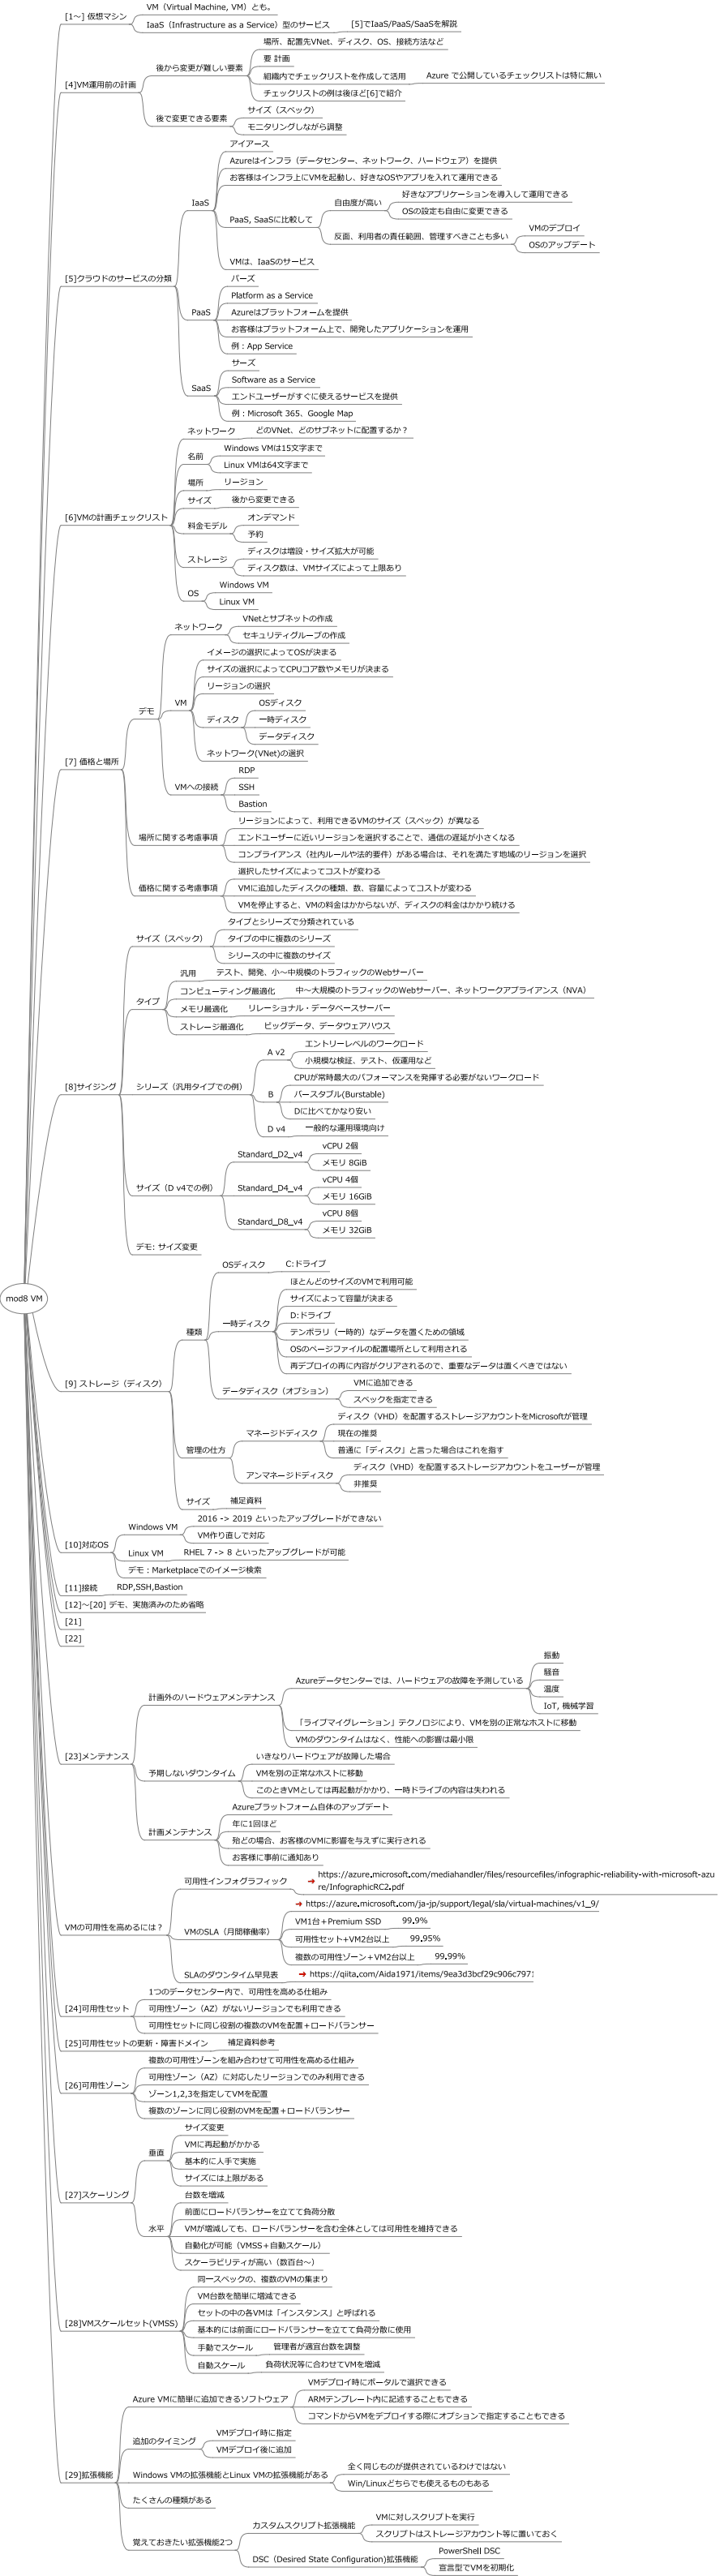 mod8 VM
[1～] 仮想マシン
VM（Virtual Machine, VM）とも。
IaaS（Infrastructure as a Service）型のサービス
[5]でIaaS/PaaS/SaaSを解説
[4]VM運用前の計画
後から変更が難しい要素
場所、配置先VNet、ディスク、OS、接続方法など
要 計画
組織内でチェックリストを作成して活用
Azure で公開しているチェックリストは特に無い
チェックリストの例は後ほど[6]で紹介
後で変更できる要素
サイズ（スペック）
モニタリングしながら調整
[5]クラウドのサービスの分類
IaaS
アイアース
Azureはインフラ（データセンター、ネットワーク、ハードウェア）を提供
お客様はインフラ上にVMを起動し、好きなOSやアプリを入れて運用できる
PaaS, SaaSに比較して
自由度が高い
好きなアプリケーションを導入して運用できる
OSの設定も自由に変更できる
反面、利用者の責任範囲、管理すべきことも多い
VMのデプロイ
OSのアップデート
VMは、IaaSのサービス
PaaS
パーズ
Platform as a Service
Azureはプラットフォームを提供
お客様はプラットフォーム上で、開発したアプリケーションを運用
例：App Service
SaaS
サーズ
Software as a Service
エンドユーザーがすぐに使えるサービスを提供
例：Microsoft 365、Google Map
[6]VMの計画チェックリスト
ネットワーク
どのVNet、どのサブネットに配置するか？
名前
Windows VMは15文字まで
Linux VMは64文字まで
場所
リージョン
サイズ
後から変更できる
料金モデル
オンデマンド
予約
ストレージ
ディスクは増設・サイズ拡大が可能
ディスク数は、VMサイズによって上限あり
OS
Windows VM
Linux VM
[7] 価格と場所
デモ
ネットワーク
VNetとサブネットの作成
セキュリティグループの作成
VM
イメージの選択によってOSが決まる
サイズの選択によってCPUコア数やメモリが決まる
リージョンの選択
ディスク
OSディスク
一時ディスク
データディスク
ネットワーク(VNet)の選択
VMへの接続
RDP
SSH
Bastion
場所に関する考慮事項
リージョンによって、利用できるVMのサイズ（スペック）が異なる
エンドユーザーに近いリージョンを選択することで、通信の遅延が小さくなる
コンプライアンス（社内ルールや法的要件）がある場合は、それを満たす地域のリージョンを選択
価格に関する考慮事項
選択したサイズによってコストが変わる
VMに追加したディスクの種類、数、容量によってコストが変わる
VMを停止すると、VMの料金はかからないが、ディスクの料金はかかり続ける
[8]サイジング
サイズ（スペック）
タイプとシリーズで分類されている
タイプの中に複数のシリーズ
シリースの中に複数のサイズ
タイプ
汎用
テスト、開発、小～中規模のトラフィックのWebサーバー
コンピューティング最適化
中～大規模のトラフィックのWebサーバー、ネットワークアプライアンス（NVA）
メモリ最適化
リレーショナル・データベースサーバー
ストレージ最適化
ビッグデータ、データウェアハウス
シリーズ（汎用タイプでの例）
A v2
エントリーレベルのワークロード
小規模な検証、テスト、仮運用など
B
CPUが常時最大のパフォーマンスを発揮する必要がないワークロード
バースタブル(Burstable)
Dに比べてかなり安い
D v4
一般的な運用環境向け
サイズ（D v4での例）
Standard_D2_v4
vCPU 2個
メモリ 8GiB
Standard_D4_v4
vCPU 4個
メモリ 16GiB
Standard_D8_v4
vCPU 8個
メモリ 32GiB
デモ: サイズ変更
[9] ストレージ（ディスク）
種類
OSディスク
C:ドライブ
一時ディスク
ほとんどのサイズのVMで利用可能
サイズによって容量が決まる
D:ドライブ
テンポラリ（一時的）なデータを置くための領域
OSのページファイルの配置場所として利用される
再デプロイの再に内容がクリアされるので、重要なデータは置くべきではない
データディスク（オプション）
VMに追加できる
スペックを指定できる
管理の仕方
マネージドディスク
ディスク（VHD）を配置するストレージアカウントをMicrosoftが管理
現在の推奨
普通に「ディスク」と言った場合はこれを指す
アンマネージドディスク
ディスク（VHD）を配置するストレージアカウントをユーザーが管理
非推奨
サイズ
補足資料
[10]対応OS
Windows VM
2016 -> 2019 といったアップグレードができない
VM作り直しで対応
Linux VM
RHEL 7 -> 8 といったアップグレードが可能
デモ：Marketplaceでのイメージ検索
[11]接続
RDP,SSH,Bastion
[12]～[20] デモ、実施済みのため省略
[21]
[22]
[23]メンテナンス
計画外のハードウェアメンテナンス
Azureデータセンターでは、ハードウェアの故障を予測している
振動
騒音
温度
IoT, 機械学習
「ライブマイグレーション」テクノロジにより、VMを別の正常なホストに移動
VMのダウンタイムはなく、性能への影響は最小限
予期しないダウンタイム
いきなりハードウェアが故障した場合
VMを別の正常なホストに移動
このときVMとしては再起動がかかり、一時ドライブの内容は失われる
計画メンテナンス
Azureプラットフォーム自体のアップデート
年に1回ほど
殆どの場合、お客様のVMに影響を与えずに実行される
お客様に事前に通知あり
VMの可用性を高めるには？
可用性インフォグラフィック
https://azure.microsoft.com/mediahandler/files/resourcefiles/infographic-reliability-with-microsoft-azu
re/InfographicRC2.pdf
VMのSLA（月間稼働率）
https://azure.microsoft.com/ja-jp/support/legal/sla/virtual-machines/v1_9/
VM1台＋Premium SSD
99.9%
可用性セット＋VM2台以上
99.95%
複数の可用性ゾーン＋VM2台以上
99.99%
SLAのダウンタイム早見表
https://qiita.com/Aida1971/items/9ea3d3bcf29c906c7971
[24]可用性セット
1つのデータセンター内で、可用性を高める仕組み
可用性ゾーン（AZ）がないリージョンでも利用できる
可用性セットに同じ役割の複数のVMを配置＋ロードバランサー
[25]可用性セットの更新・障害ドメイン
補足資料参考
[26]可用性ゾーン
複数の可用性ゾーンを組み合わせて可用性を高める仕組み
可用性ゾーン（AZ）に対応したリージョンでのみ利用できる
ゾーン1,2,3を指定してVMを配置
複数のゾーンに同じ役割のVMを配置＋ロードバランサー
[27]スケーリング
垂直
サイズ変更
VMに再起動がかかる
基本的に人手で実施
サイズには上限がある
水平
台数を増減
前面にロードバランサーを立てて負荷分散
VMが増減しても、ロードバランサーを含む全体としては可用性を維持できる
自動化が可能（VMSS＋自動スケール）
スケーラビリティが高い（数百台～）
[28]VMスケールセット(VMSS)
同一スペックの、複数のVMの集まり
VM台数を簡単に増減できる
セットの中の各VMは「インスタンス」と呼ばれる
基本的には前面にロードバランサーを立てて負荷分散に使用
手動でスケール
管理者が適宜台数を調整
自動スケール
負荷状況等に合わせてVMを増減
[29]拡張機能
Azure VMに簡単に追加できるソフトウェア
VMデプロイ時にポータルで選択できる
ARMテンプレート内に記述することもできる
コマンドからVMをデプロイする際にオプションで指定することもできる
追加のタイミング
VMデプロイ時に指定
VMデプロイ後に追加
Windows VMの拡張機能とLinux VMの拡張機能がある
全く同じものが提供されているわけではない
Win/Linuxどちらでも使えるものもある
たくさんの種類がある
覚えておきたい拡張機能2つ
カスタムスクリプト拡張機能
VMに対しスクリプトを実行
スクリプトはストレージアカウント等に置いておく
DSC（Desired State Configuration)拡張機能
PowerShell DSC
宣言型でVMを初期化